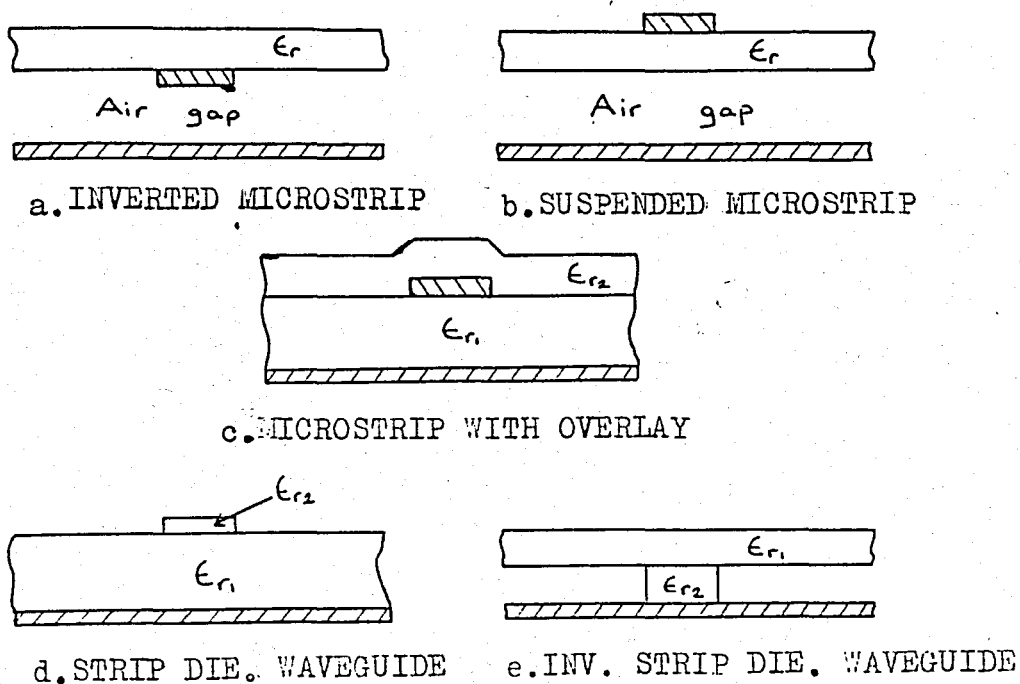 εr
εr
Air gap
Air gap
a. INVERTED MICROSTRIP
b. SUSPENDED MICROSTRIP
εr2
εr1
c. MICROSTRIP WITH OVERLAY
εr2
εr1
εr1
εr2
d. STRIP DIE. WAVEGUIDE
e. INV. STRIP DIE. WAVEGUIDE